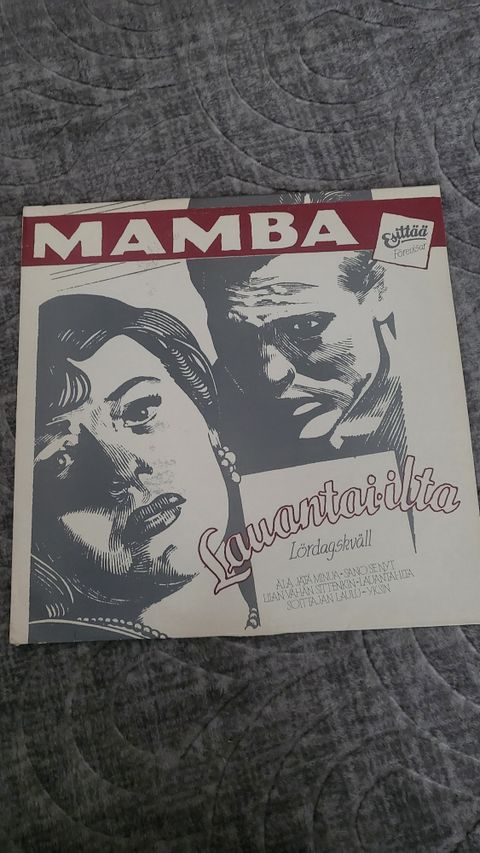 MAMBA
Esittää
Förevisar
Lauantai-ilta
Lördagskväll
ÄLÄ JÄTÄ MINUA • SANO SE NYT
LIIAN VÄHÄN SITTENKIN • LAUANTAI-ILTA
SOITTAJAN LAULU • YKSIN